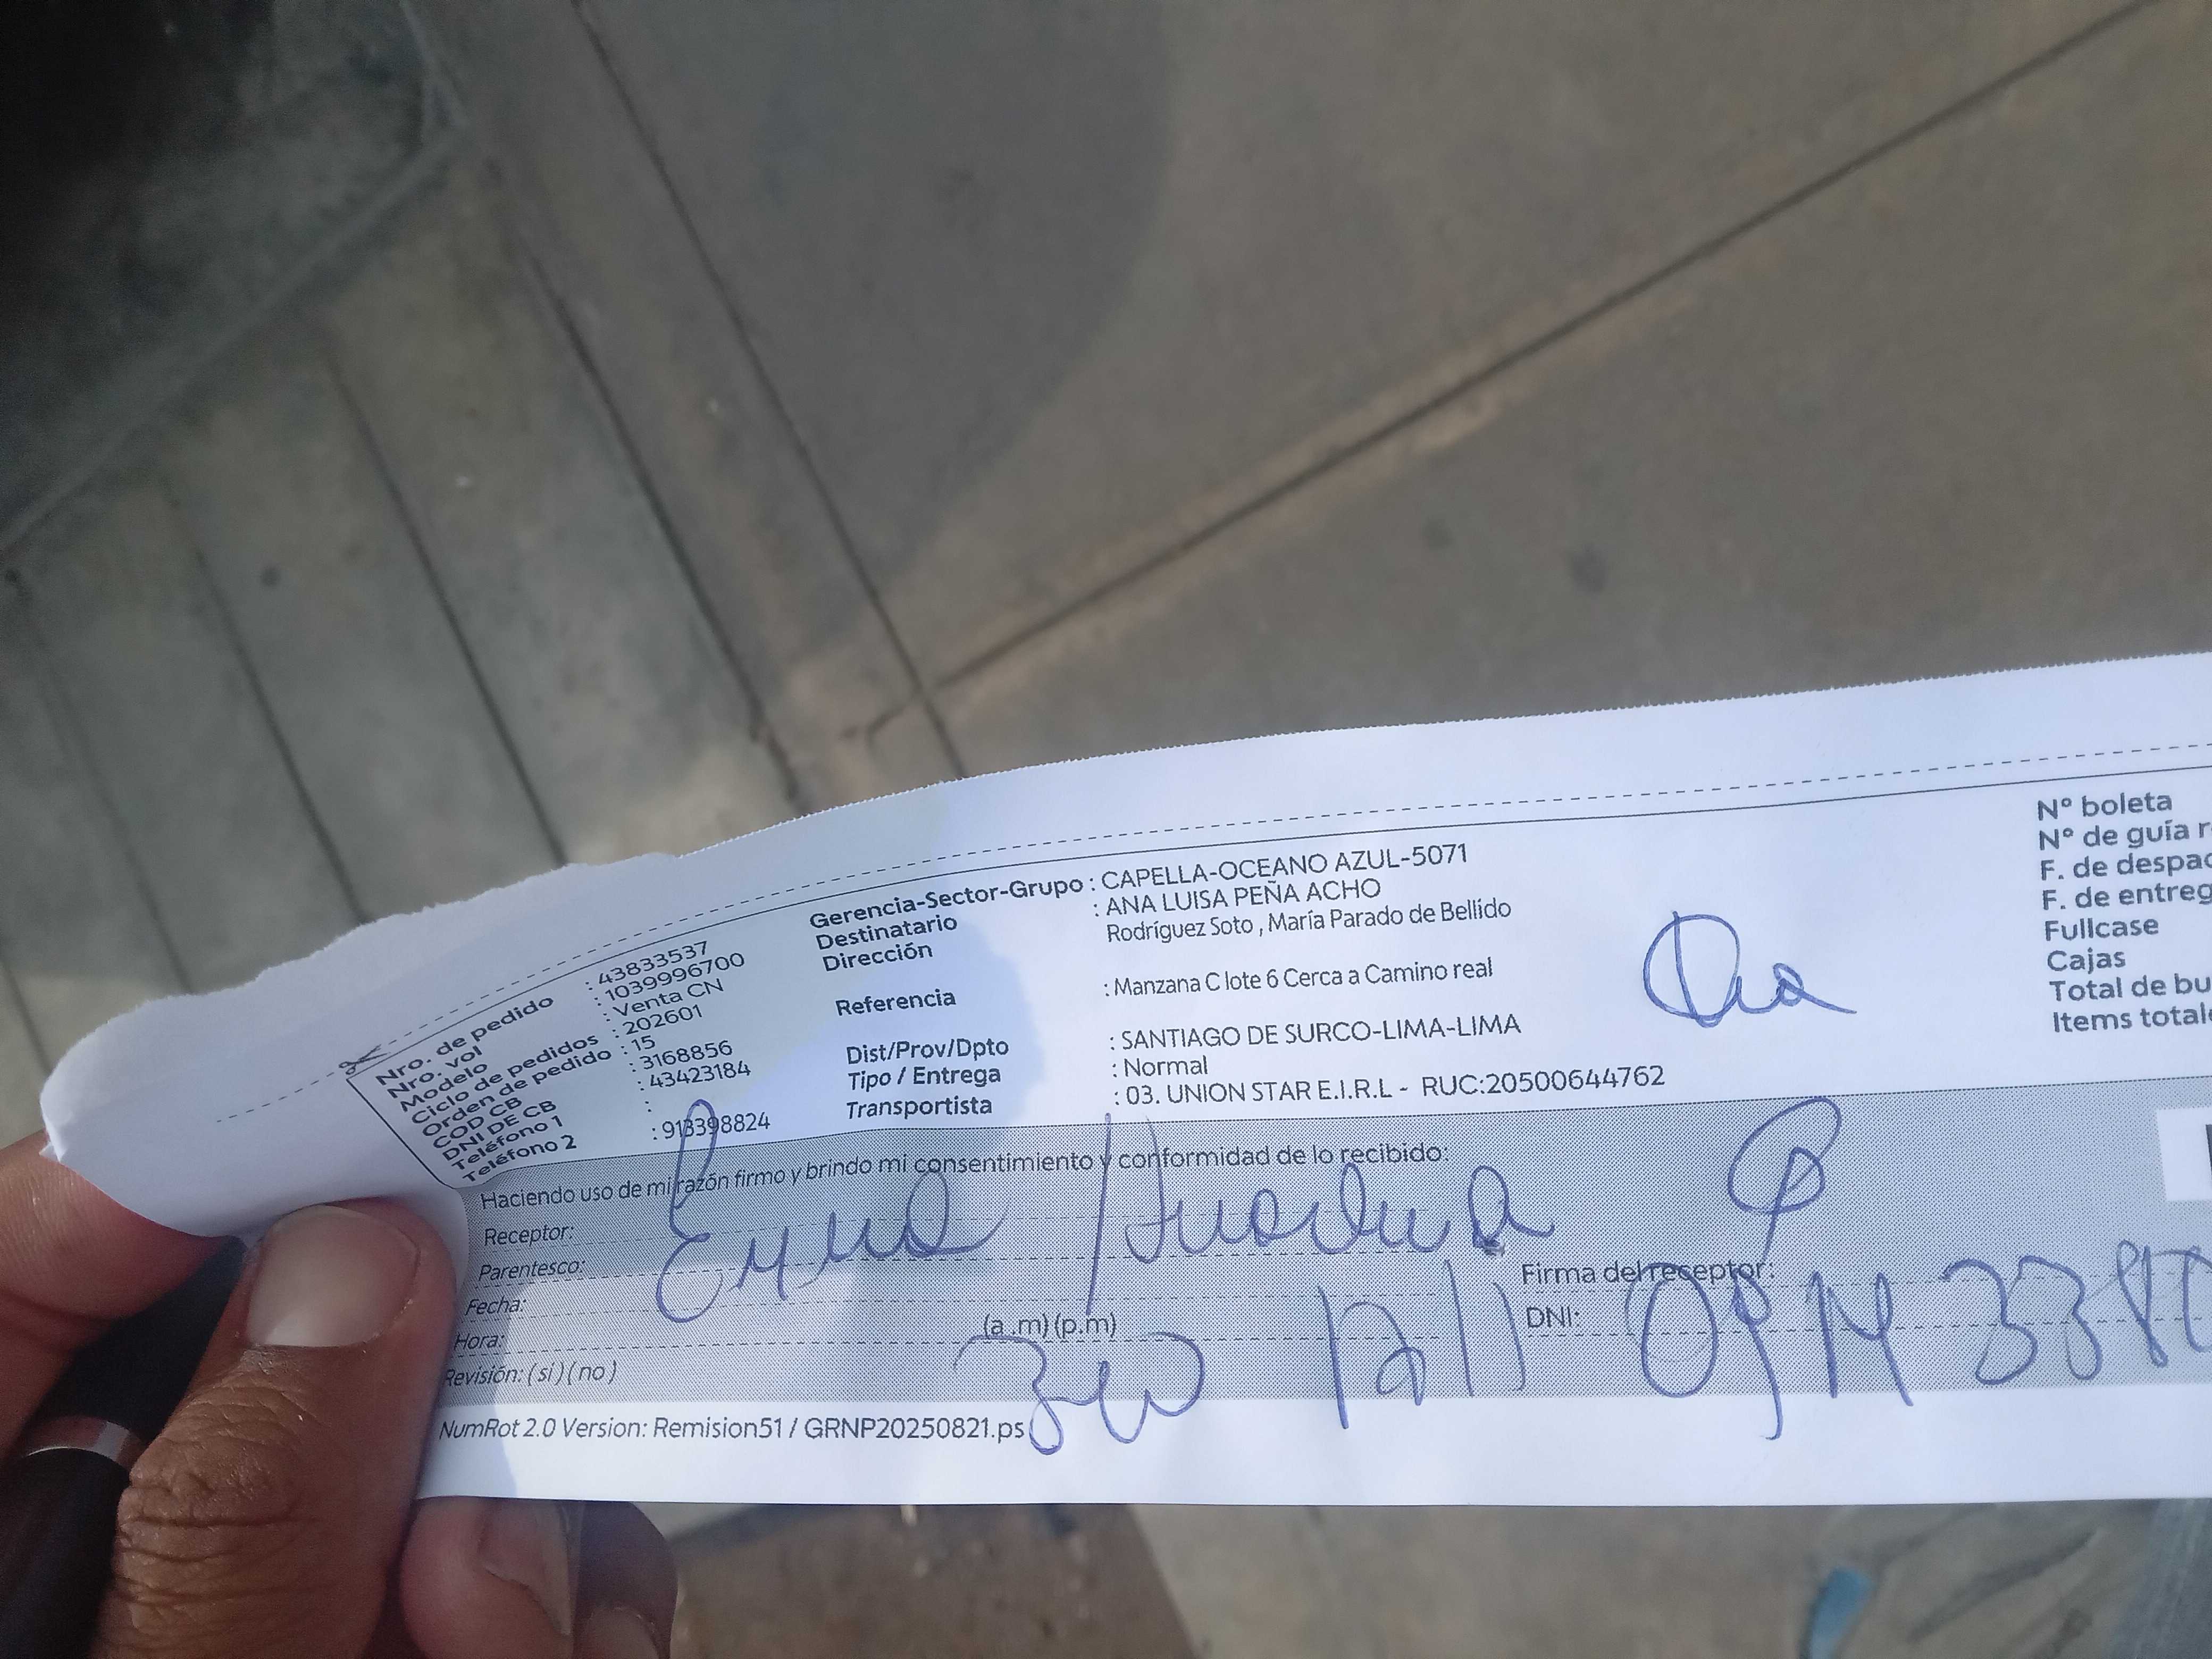 Nro. de pedido : 43833537
Nro. vol : 1039996700
Modelo : Venta CN
Ciclo de pedidos : 202601
Orden de pedido : 15
COD CB : 3168856
DNI DE CB : 43423184
Teléfono 1 :
Teléfono 2 : 913398824
Gerencia-Sector-Grupo : CAPELLA-OCEANO AZUL-5071
Destinatario : ANA LUISA PEÑA ACHO
Dirección Rodríguez Soto , María Parado de Bellido
Referencia : Manzana C lote 6 Cerca a Camino real
Dist/Prov/Dpto : SANTIAGO DE SURCO-LIMA-LIMA
Tipo / Entrega : Normal
Transportista : 03. UNION STAR E.I.R.L - RUC:20500644762
Nº boleta
Nº de guía r
F. de despac
F. de entreg
Fullcase
Cajas
Total de bu
Items totale
Haciendo uso de mi razón firmo y brindo mi consentimiento y conformidad de lo recibido:
Receptor:
Parentesco:
Fecha:
Hora: (a .m) (p.m)
Revisión: ( si ) ( no )
Firma del receptor:
DNI:
NumRot 2.0 Version: Remision51 / GRNP20250821.ps